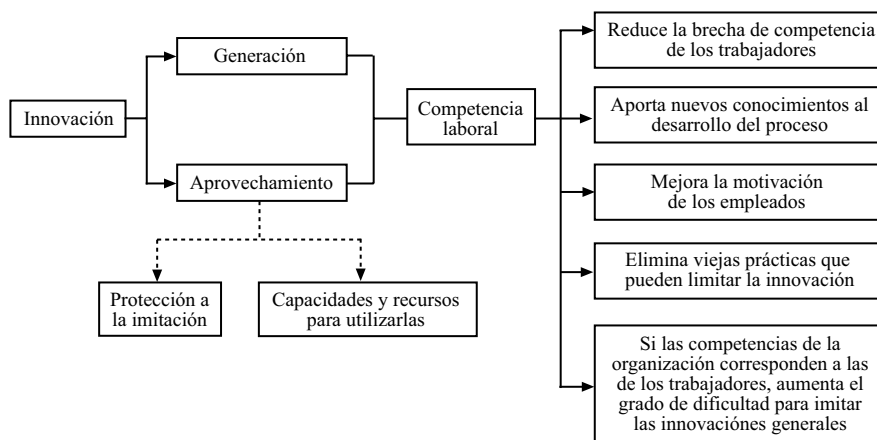 Innovación
Generación
Aprovechamiento
Protección a
la imitación
Capacidades y recursos
para utilizarlas
Competencia
laboral
Reduce la brecha de competencia
de los trabajadores
Aporta nuevos conocimientos al
desarrollo del proceso
Mejora la motivación
de los empleados
Elimina viejas prácticas que
pueden limitar la innovación
Si las competencias de la
organización corresponden a las
de los trabajadores, aumenta el
grado de dificultad para imitar
las innovaciónes generales